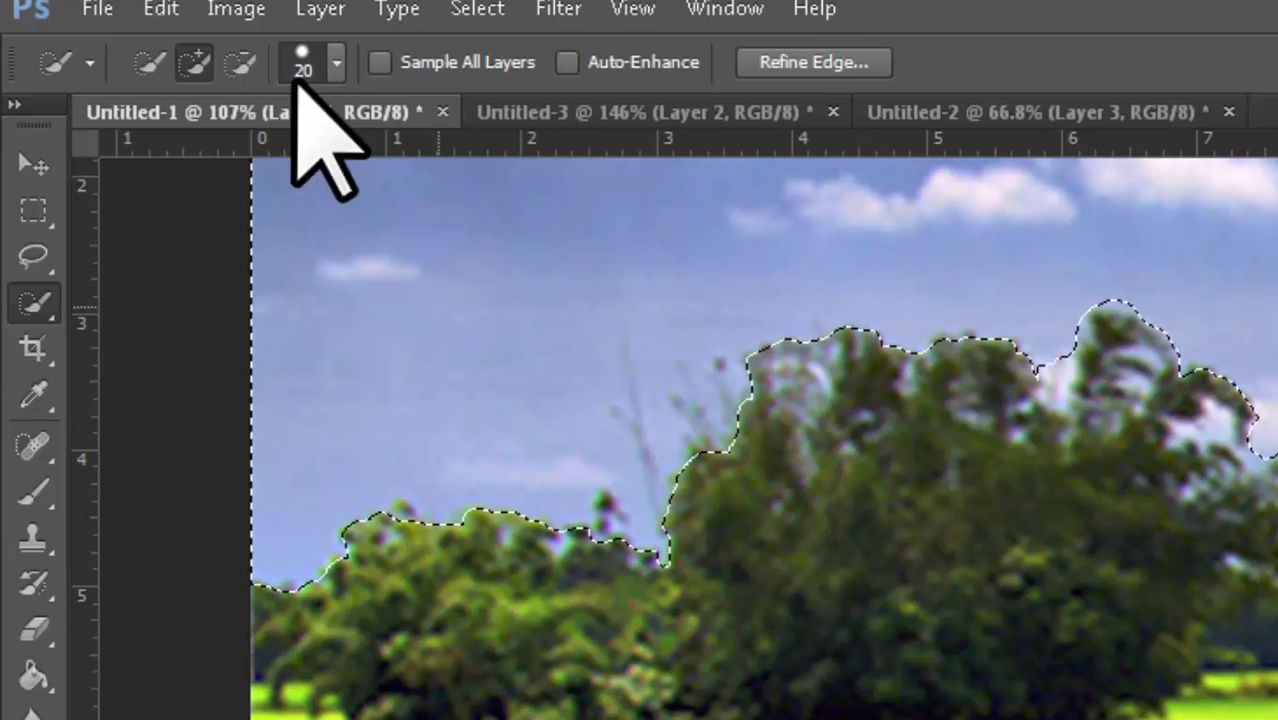 Ps File Edit Image Layer Type Select Filter View Window Help
20 Sample All Layers Auto-Enhance Refine Edge...
Untitled-1 @ 107% (La RGB/8) * × Untitled-3 @ 146% (Layer 2, RGB/8) * × Untitled-2 @ 66.8% (Layer 3, RGB/8) * ×
1 0 1 2 3 4 5 6 7
2
3
4
5